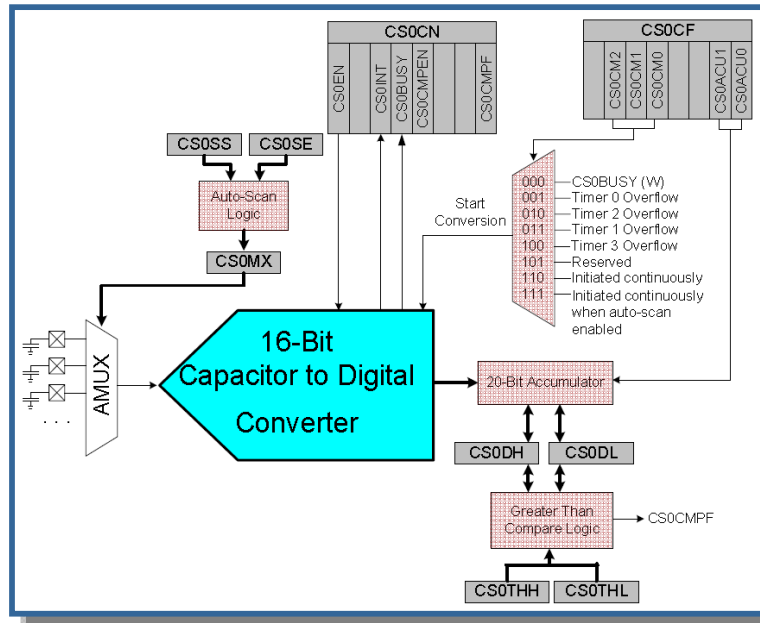 CS0CN
CS0EN
CS0INT
CS0BUSY
CS0CMPEN
CS0CMPF
CS0CF
CS0CM2
CS0CM1
CS0CM0
CS0ACU1
CS0ACU0
CS0SS
CS0SE
Auto-Scan
Logic
CS0MX
Start
Conversion
000 CS0BUSY (W)
001 Timer 0 Overflow
010 Timer 2 Overflow
011 Timer 1 Overflow
100 Timer 3 Overflow
101 Reserved
110 Initiated continuously
111 Initiated continuously
when auto-scan
enabled
AMUX
. . .
16-Bit
Capacitor to Digital
Converter
20-Bit Accumulator
CS0DH
CS0DL
Greater Than
Compare Logic
CS0CMPF
CS0THH
CS0THL